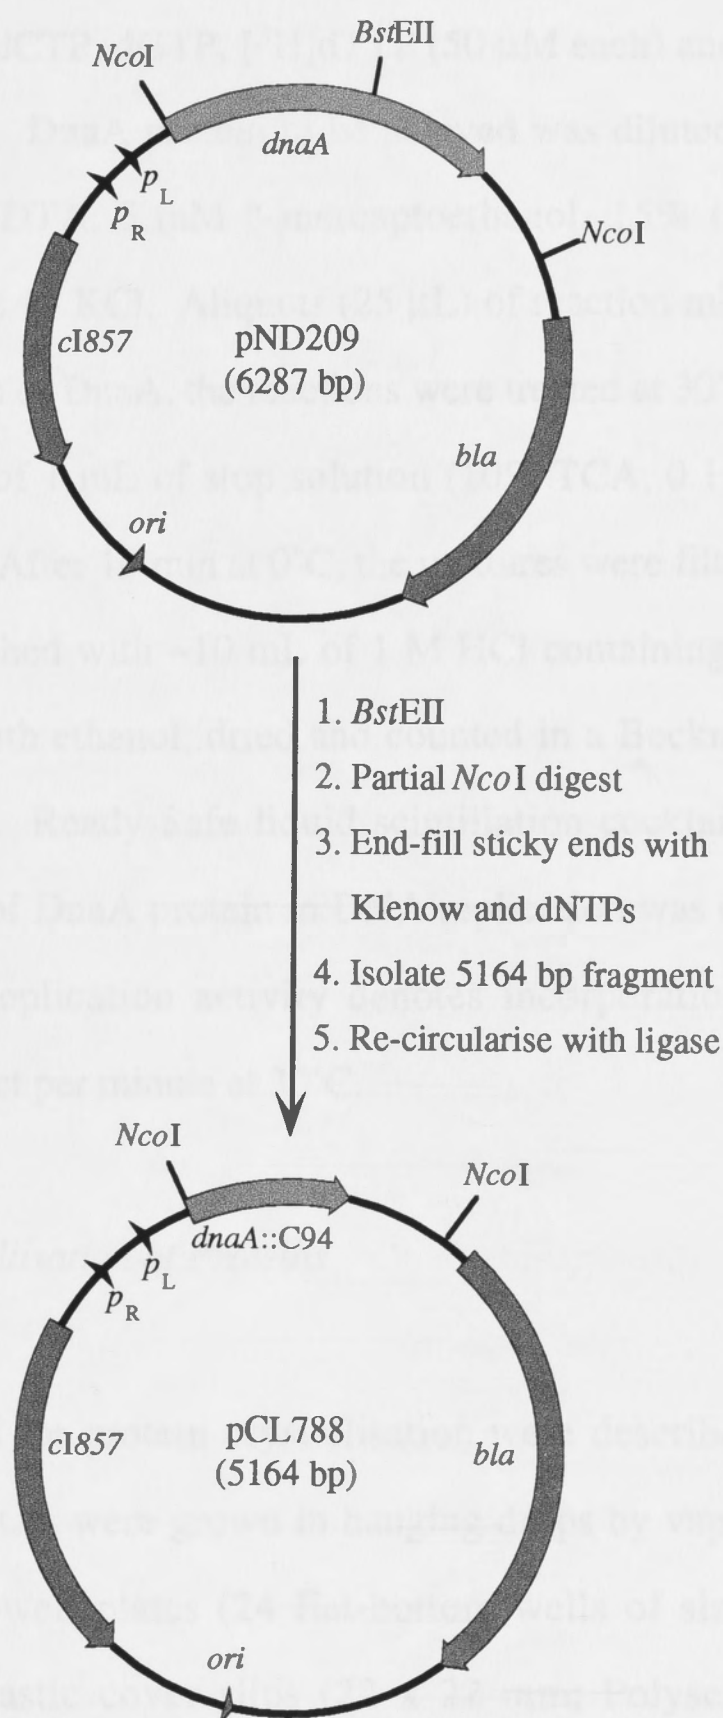 BstEII
NcoI
dnaA
pL
pR
NcoI
cI857
pND209
(6287 bp)
bla
ori
1. BstEII
2. Partial NcoI digest
3. End-fill sticky ends with
Klenow and dNTPs
4. Isolate 5164 bp fragment
5. Re-circularise with ligase
NcoI
NcoI
dnaA::C94
pL
pR
cI857
pCL788
(5164 bp)
bla
ori